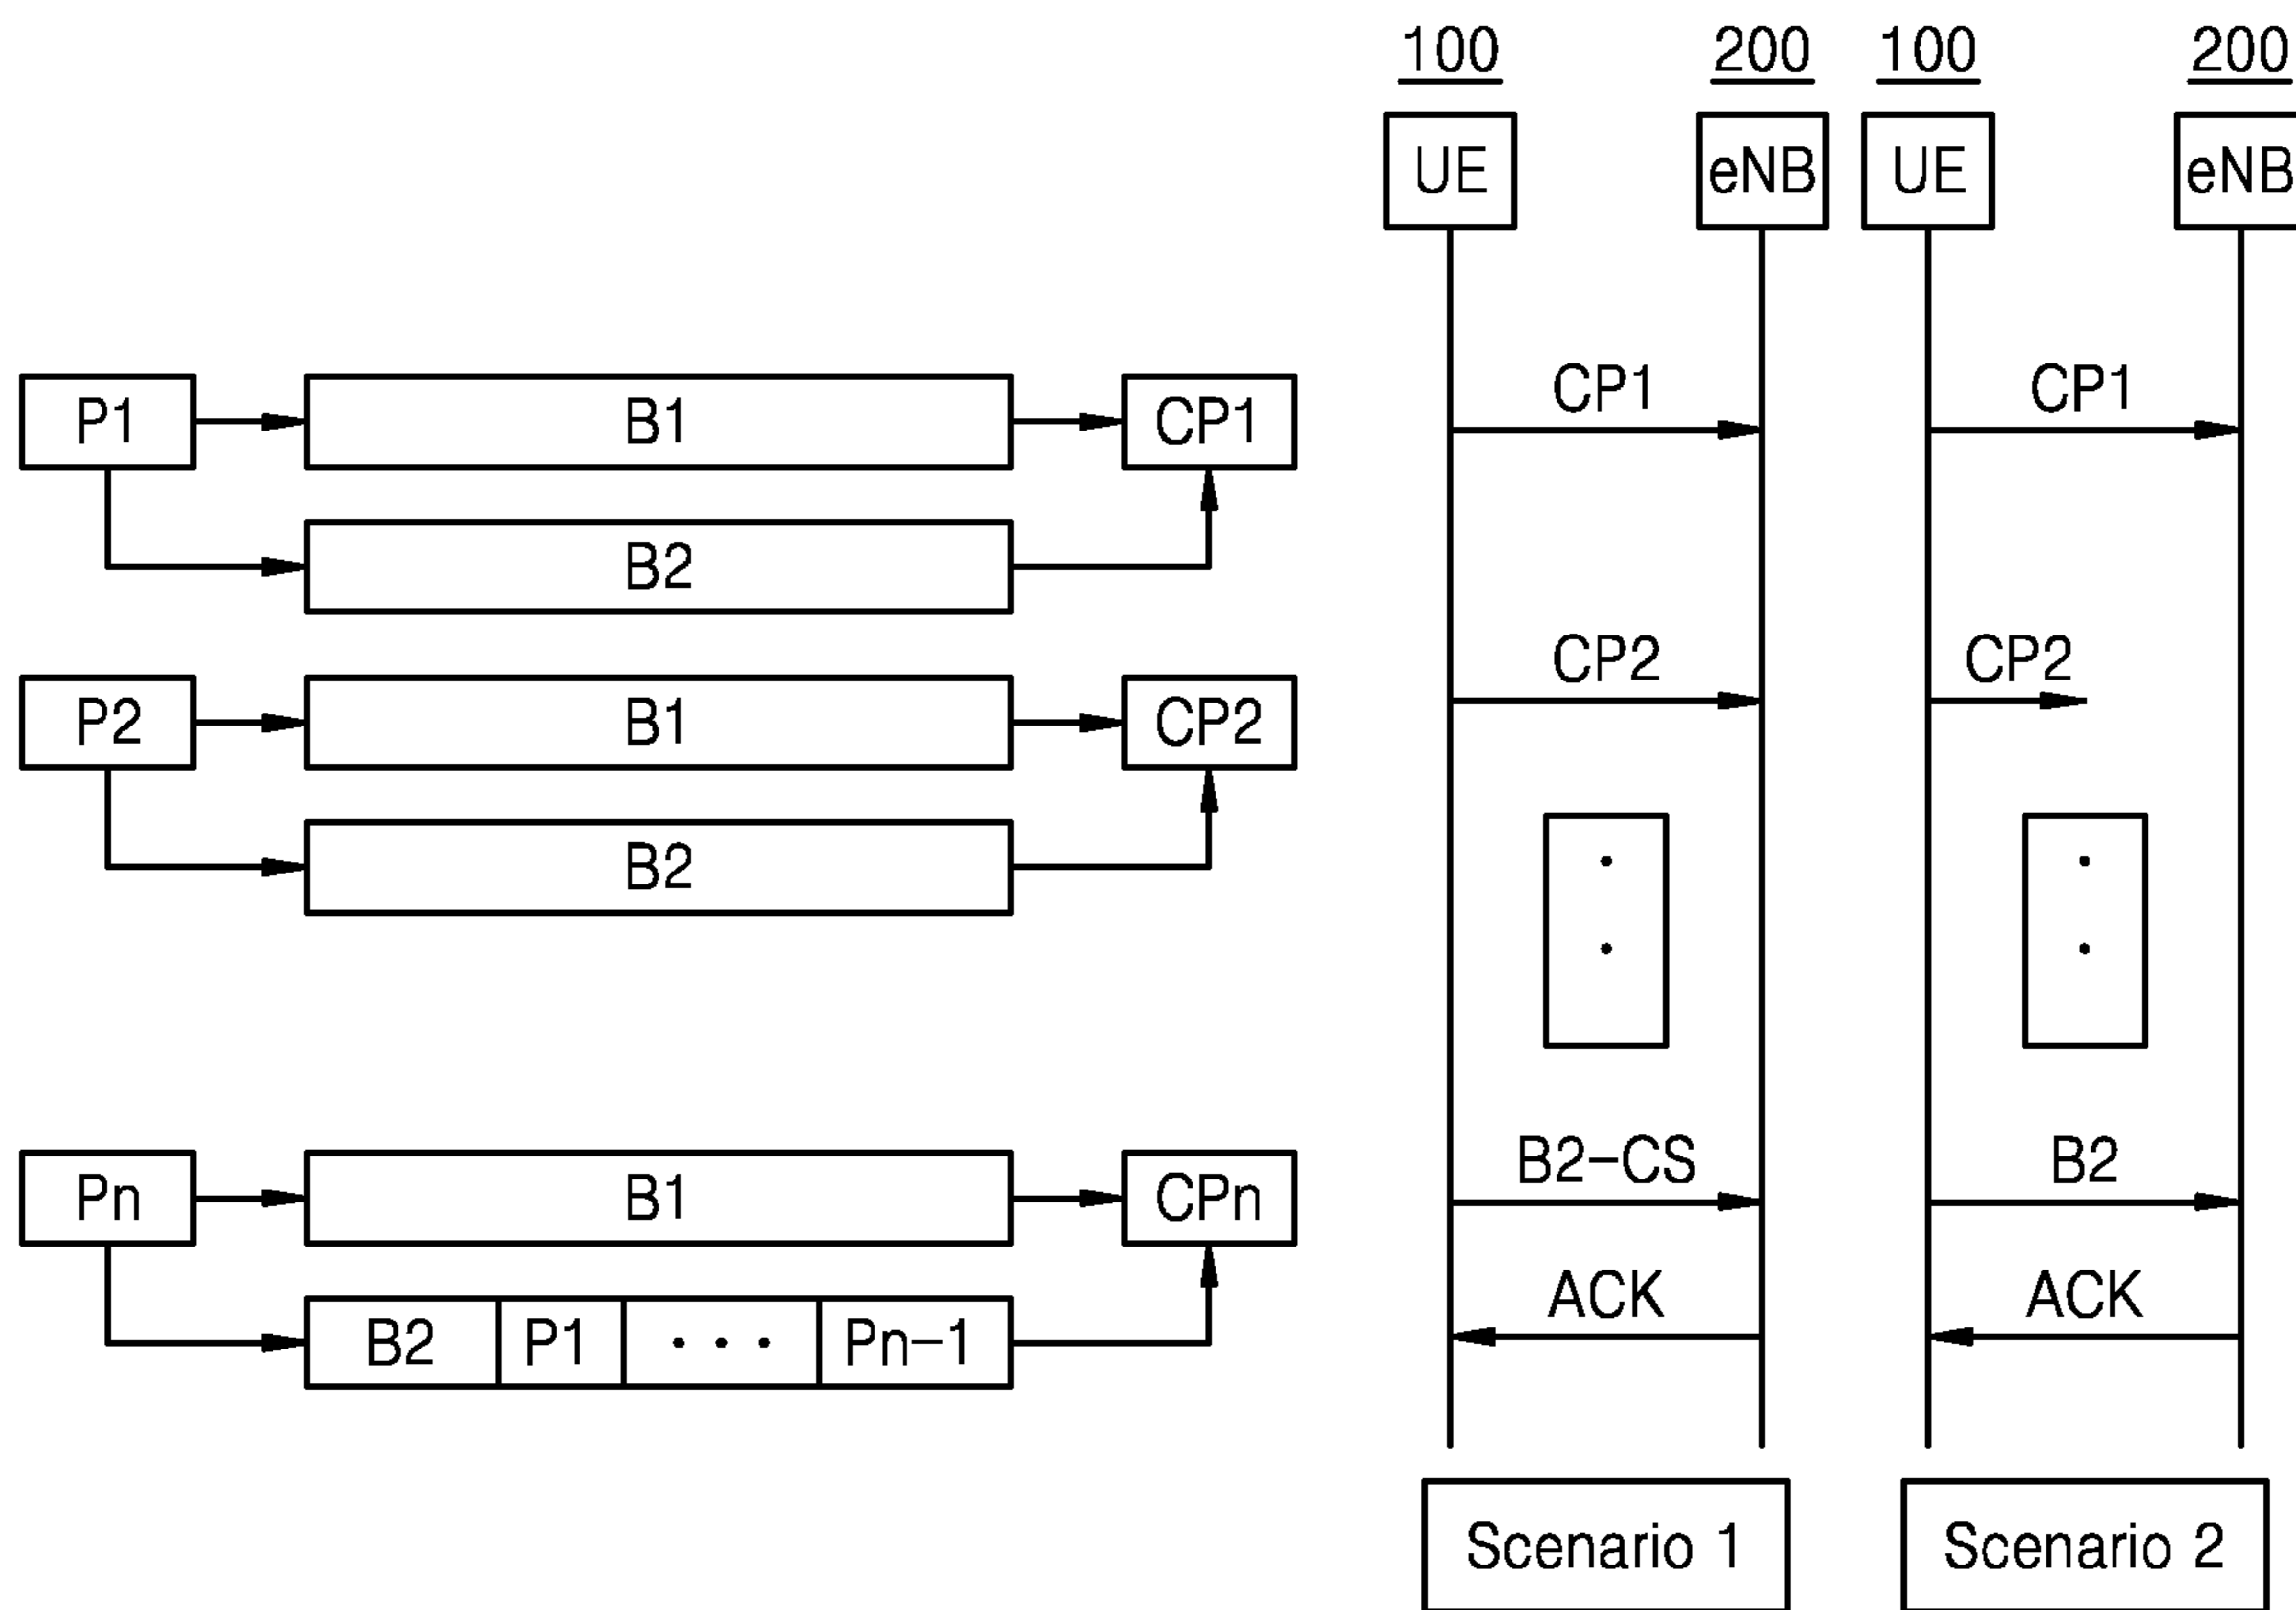 100 200 100 200
UE eNB UE eNB
P1 B1 CP1
B2
P2 B1 CP2
B2
Pn B1 CPn
B2 P1 • • • Pn-1
CP1
CP2
B2-CS
ACK
Scenario 1
CP1
CP2
B2
ACK
Scenario 2